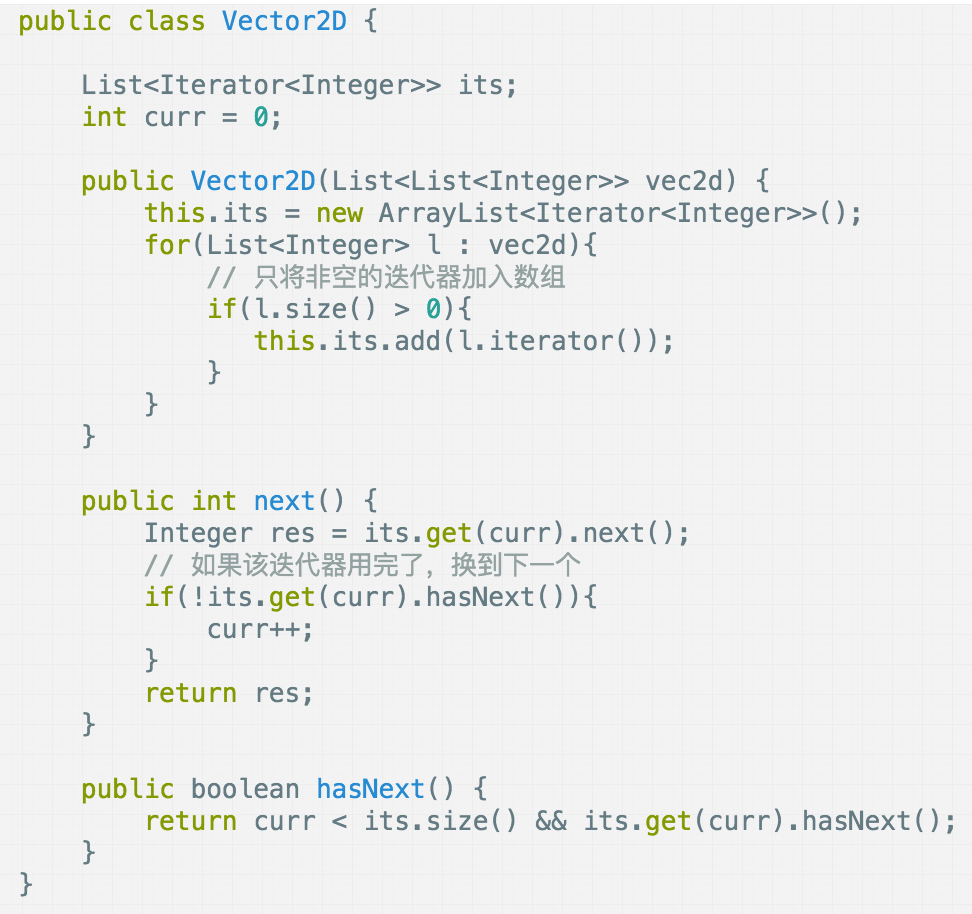 public class Vector2D {
    List<Iterator<Integer>> its;
    int curr = 0;
    public Vector2D(List<List<Integer>> vec2d) {
        this.its = new ArrayList<Iterator<Integer>>();
        for(List<Integer> l : vec2d){
            // 只将非空的迭代器加入数组
            if(l.size() > 0){
               this.its.add(l.iterator());
            }
        }
    }
    public int next() {
        Integer res = its.get(curr).next();
        // 如果该迭代器用完了，换到下一个
        if(!its.get(curr).hasNext()){
            curr++;
        }
        return res;
    }
    public boolean hasNext() {
        return curr < its.size() && its.get(curr).hasNext();
    }
}